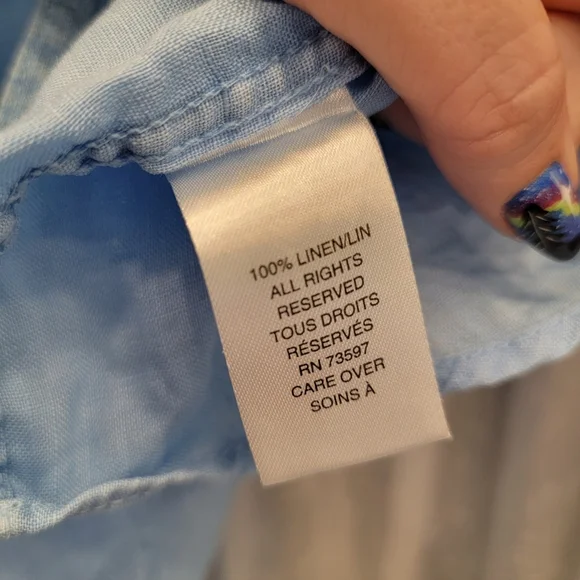 100% LINEN/LIN
ALL RIGHTS
RESERVED
TOUS DROITS
RÉSERVÉS
RN 73597
CARE OVER
SOINS À